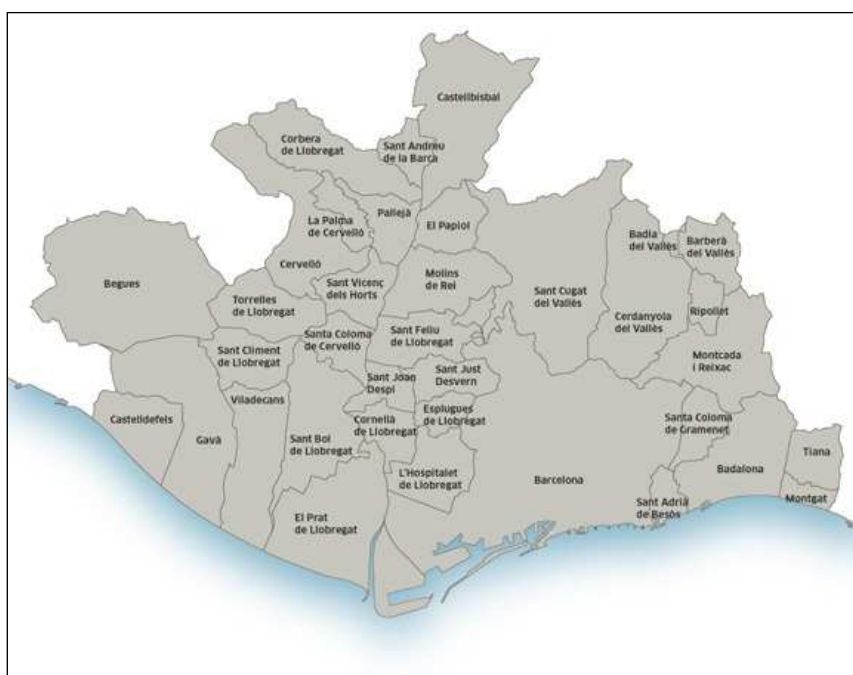 Castellbisbal
Corbera
de Llobregat
Sant Andreu
de la Barca
La Palma
de Cervelló
Pallejà
El Papiol
Badia
del Vallès
Barberà
del Vallès
Begues
Cervelló
Sant Vicenç
dels Horts
Molins
de Rei
Sant Cugat
del Vallès
Torrelles
de Llobregat
Cerdanyola
del Vallès
Ripollet
Santa Coloma
de Cervelló
Sant Feliu
de Llobregat
Sant Climent
de Llobregat
Montcada
i Reixac
Sant Joan
Despí
Sant Just
Desvern
Viladecans
Castelldefels
Gavà
Cornellà
de Llobregat
Esplugues
de Llobregat
Santa Coloma
de Gramenet
Sant Boi
de Llobregat
Tiana
L'Hospitalet
de Llobregat
Barcelona
Badalona
Montgat
Sant Adrià
de Besòs
El Prat
de Llobregat